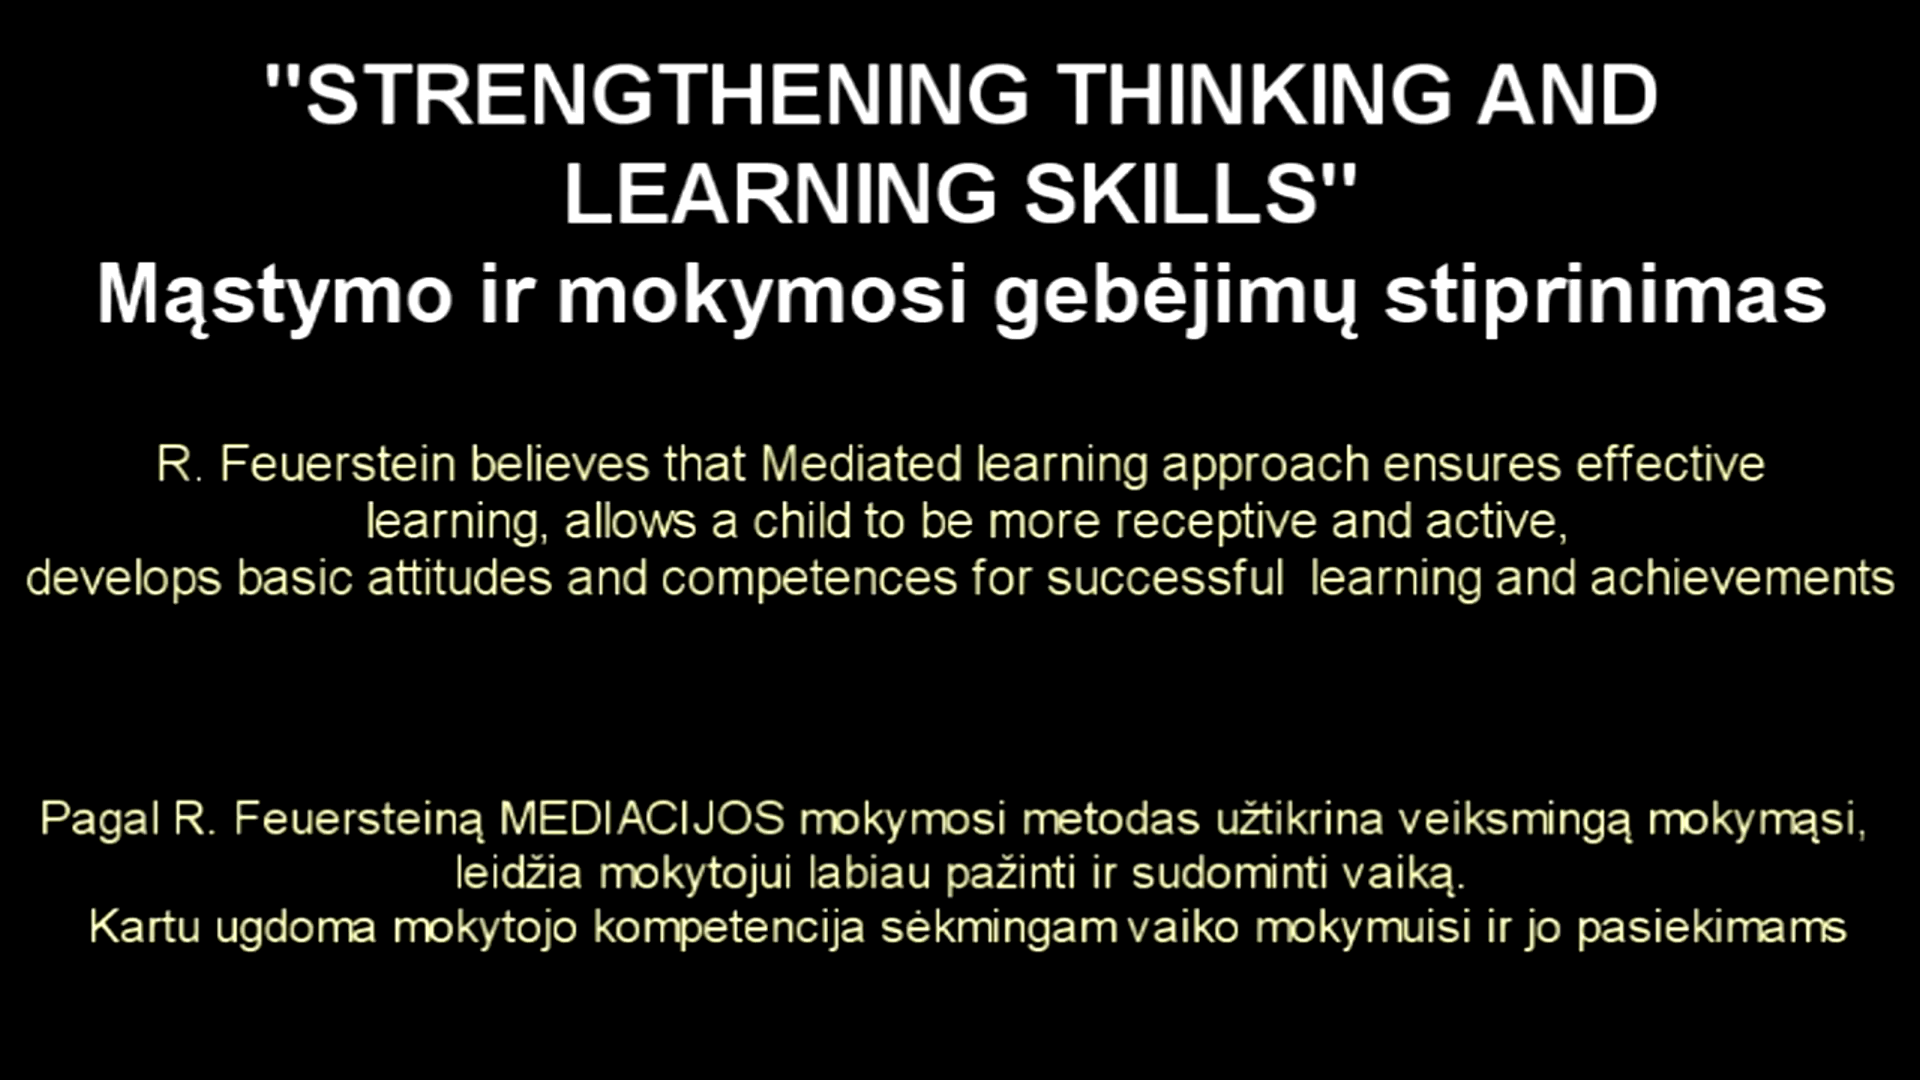 "STRENGTHENING THINKING AND
LEARNING SKILLS"
Mąstymo ir mokymosi gebėjimų stiprinimas
R. Feuerstein believes that Mediated learning approach ensures effective
learning, allows a child to be more receptive and active,
develops basic attitudes and competences for successful  learning and achievements
Pagal R. Feuersteiną MEDIACIJOS mokymosi metodas užtikrina veiksmingą mokymąsi,
leidžia mokytojui labiau pažinti ir sudominti vaiką.
Kartu ugdoma mokytojo kompetencija sėkmingam vaiko mokymuisi ir jo pasiekimams